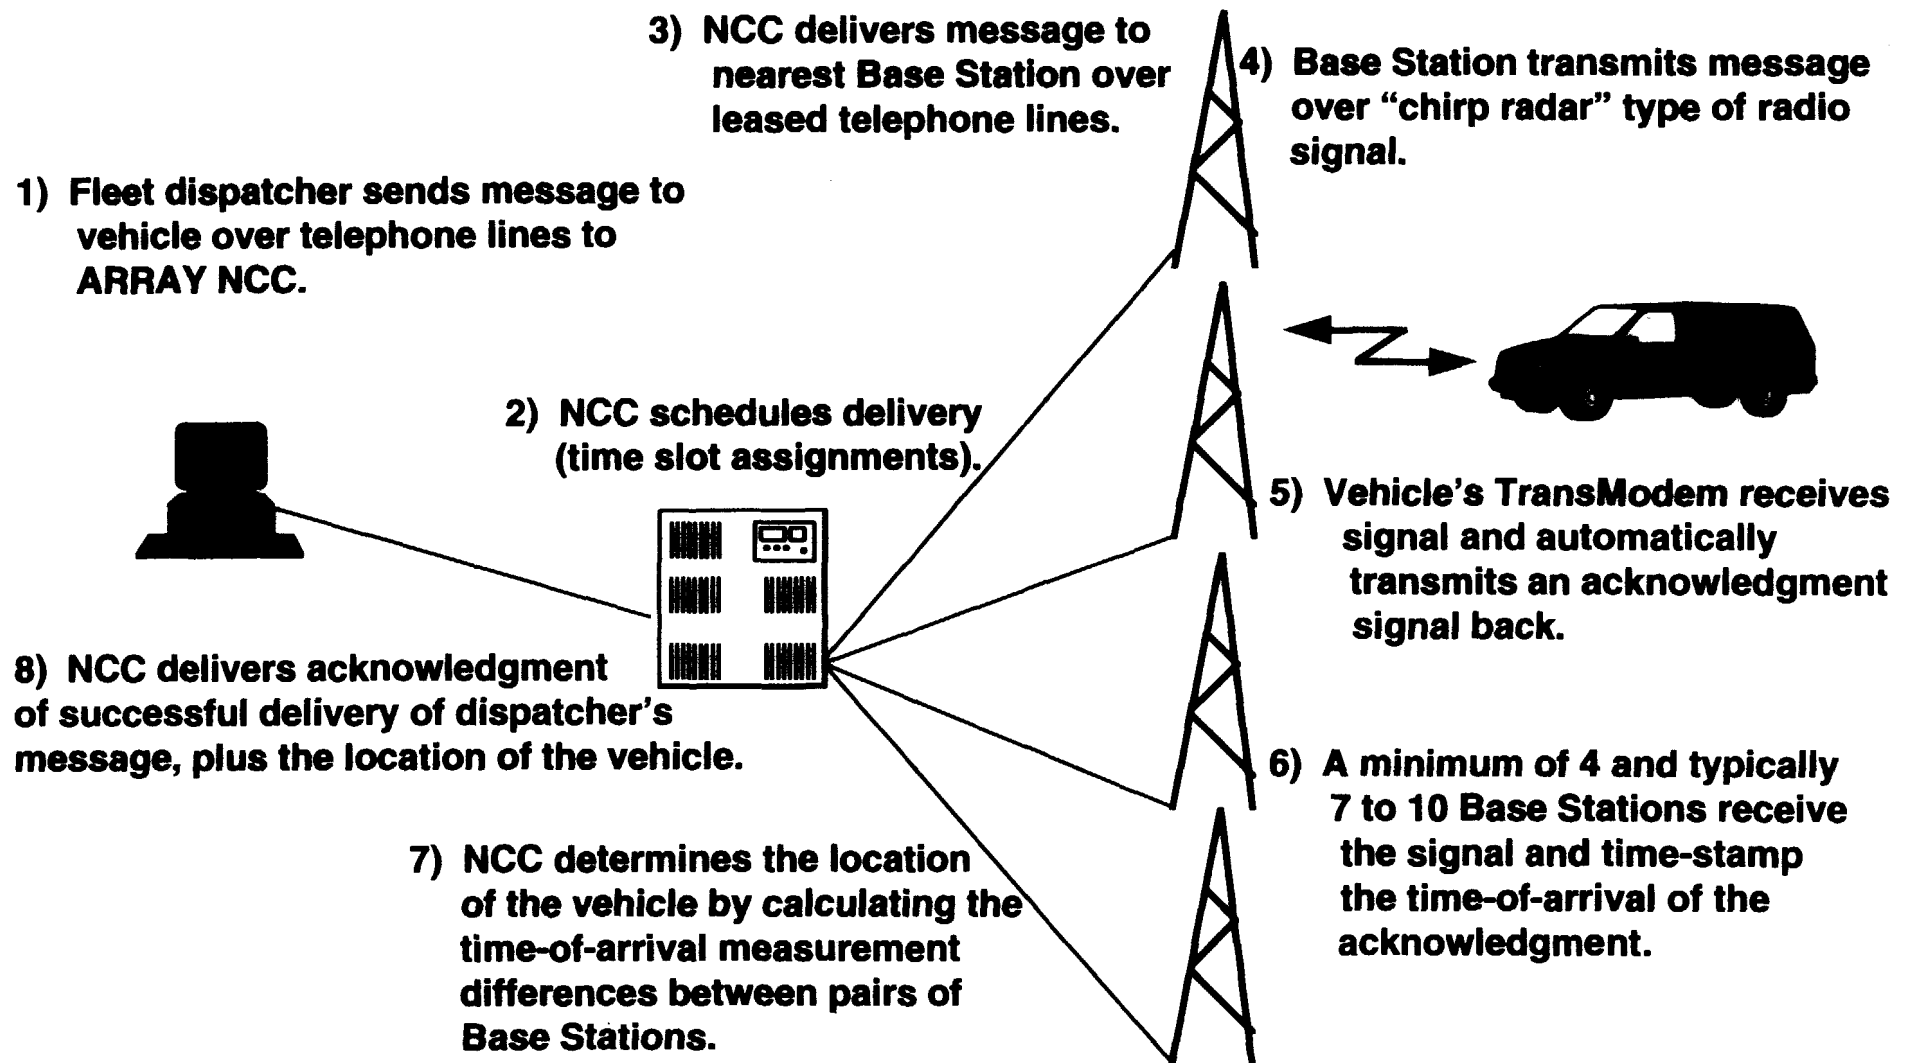 1) Fleet dispatcher sends message to
vehicle over telephone lines to
ARRAY NCC.
2) NCC schedules delivery
(time slot assignments).
3) NCC delivers message to
nearest Base Station over
leased telephone lines.
4) Base Station transmits message
over “chirp radar” type of radio
signal.
5) Vehicle's TransModem receives
signal and automatically
transmits an acknowledgment
signal back.
6) A minimum of 4 and typically
7 to 10 Base Stations receive
the signal and time-stamp
the time-of-arrival of the
acknowledgment.
7) NCC determines the location
of the vehicle by calculating the
time-of-arrival measurement
differences between pairs of
Base Stations.
8) NCC delivers acknowledgment
of successful delivery of dispatcher's
message, plus the location of the vehicle.